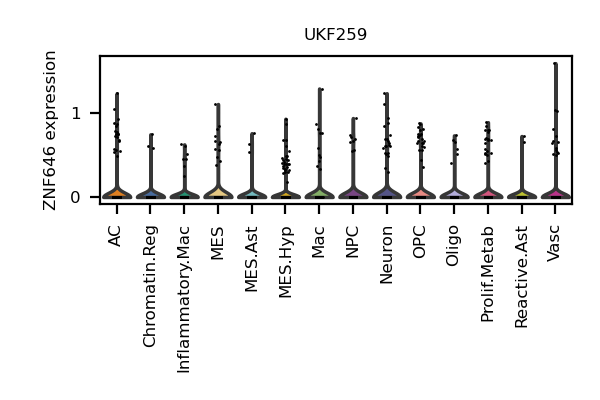 UKF259
ZNF646 expression
1
0
AC
Chromatin.Reg
Inflammatory.Mac
MES
MES.Ast
MES.Hyp
Mac
NPC
Neuron
OPC
Oligo
Prolif.Metab
Reactive.Ast
Vasc